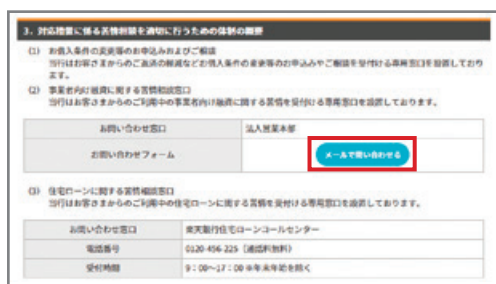 3. 対応措置に係る苦情相談を適切に行うための体制の概要
(1) お借入条件の変更等のお申込みおよびご相談
当行はお客さまからのご返済の軽減などお借入条件の変更等のお申込みやご相談を受付ける専用窓口を設置しており
ます。
(2) 事業者向け融資に関する苦情相談窓口
当行はお客さまからのご利用中の事業者向け融資に関する苦情を受付ける専用窓口を設置しております。
お問い合わせ窓口 法人営業本部
お問い合わせフォーム メールで問い合わせる
(3) 住宅ローンに関する苦情相談窓口
当行はお客さまからのご利用中の住宅ローンに関する苦情を受付ける専用窓口を設置しております。
お問い合わせ窓口 楽天銀行住宅ローンコールセンター
電話番号 0120-456-225（通話料無料）
受付時間 9：00～17：00 ※年末年始を除く